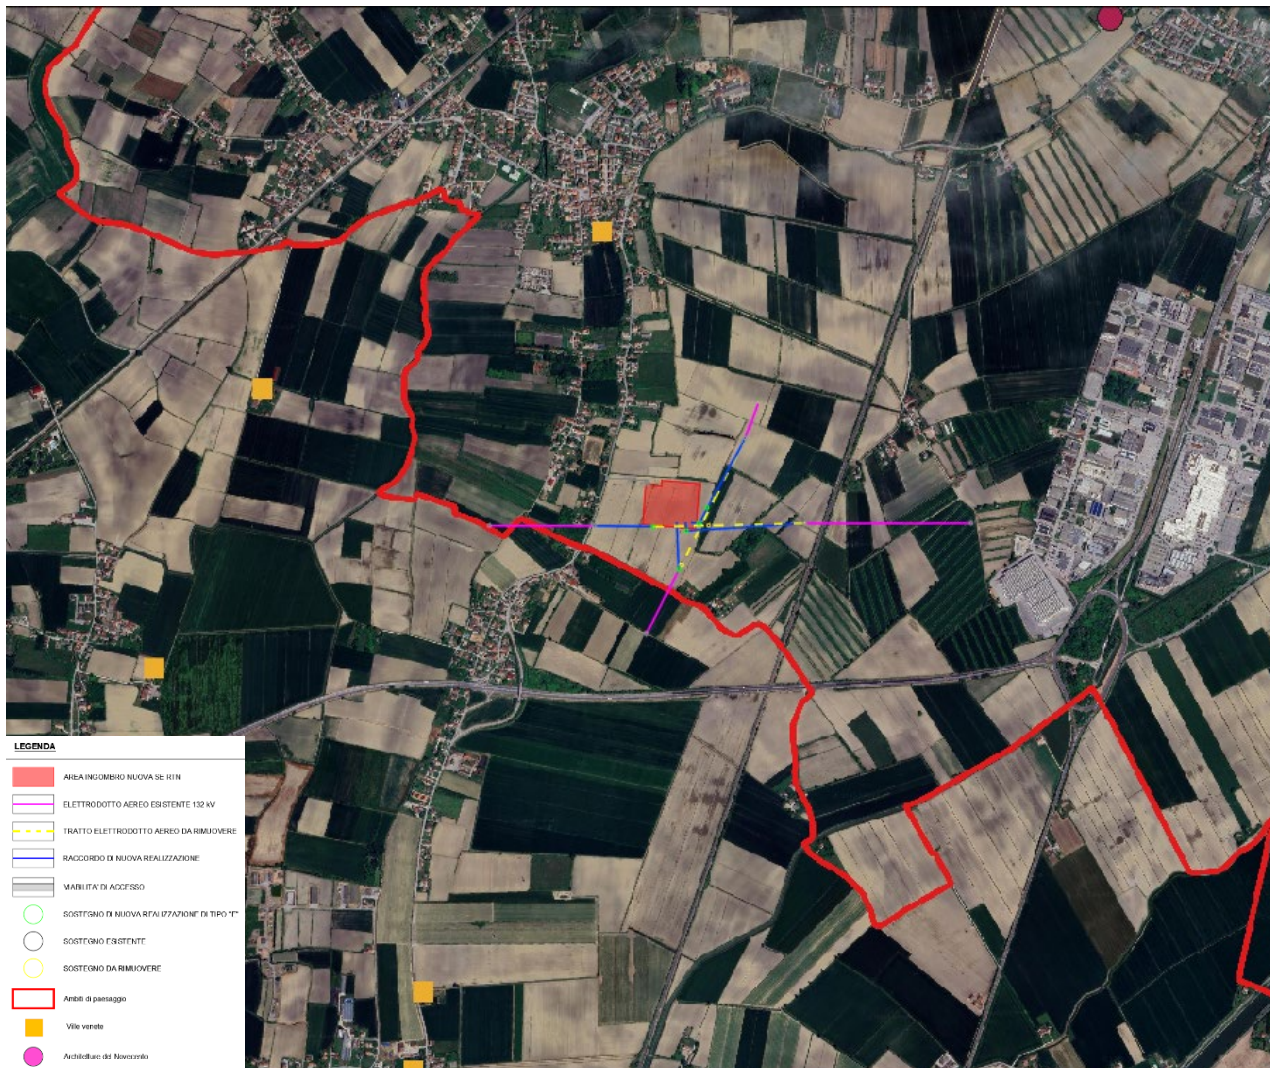 LEGENDA
AREA INGOMBRO NUOVA SE RTN
ELETTRODOTTO AEREO ESISTENTE 132 kV
TRATTO ELETTRODOTTO AEREO DA RIMUOVERE
RACCORDO DI NUOVA REALIZZAZIONE
VIABILITA' DI ACCESSO
SOSTEGNO DI NUOVA REALIZZAZIONE DI TIPO "E"
SOSTEGNO ESISTENTE
SOSTEGNO DA RIMUOVERE
Ambiti di paesaggio
Ville venete
Architetture del Novecento